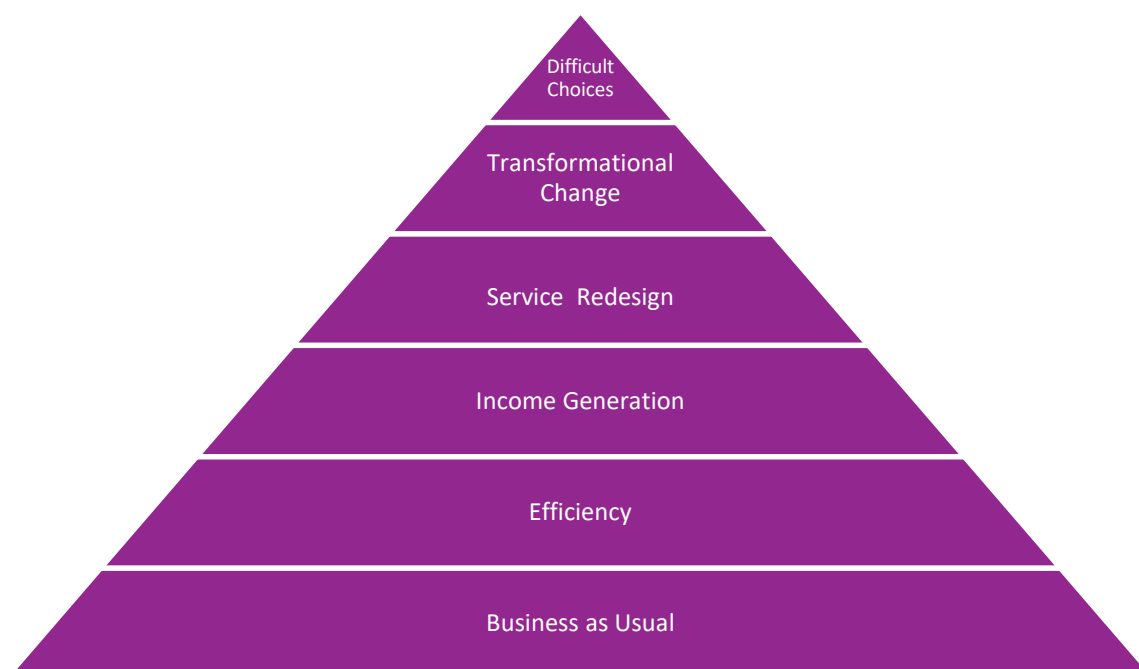 Difficult
Choices
Transformational
Change
Service  Redesign
Income Generation
Efficiency
Business as Usual